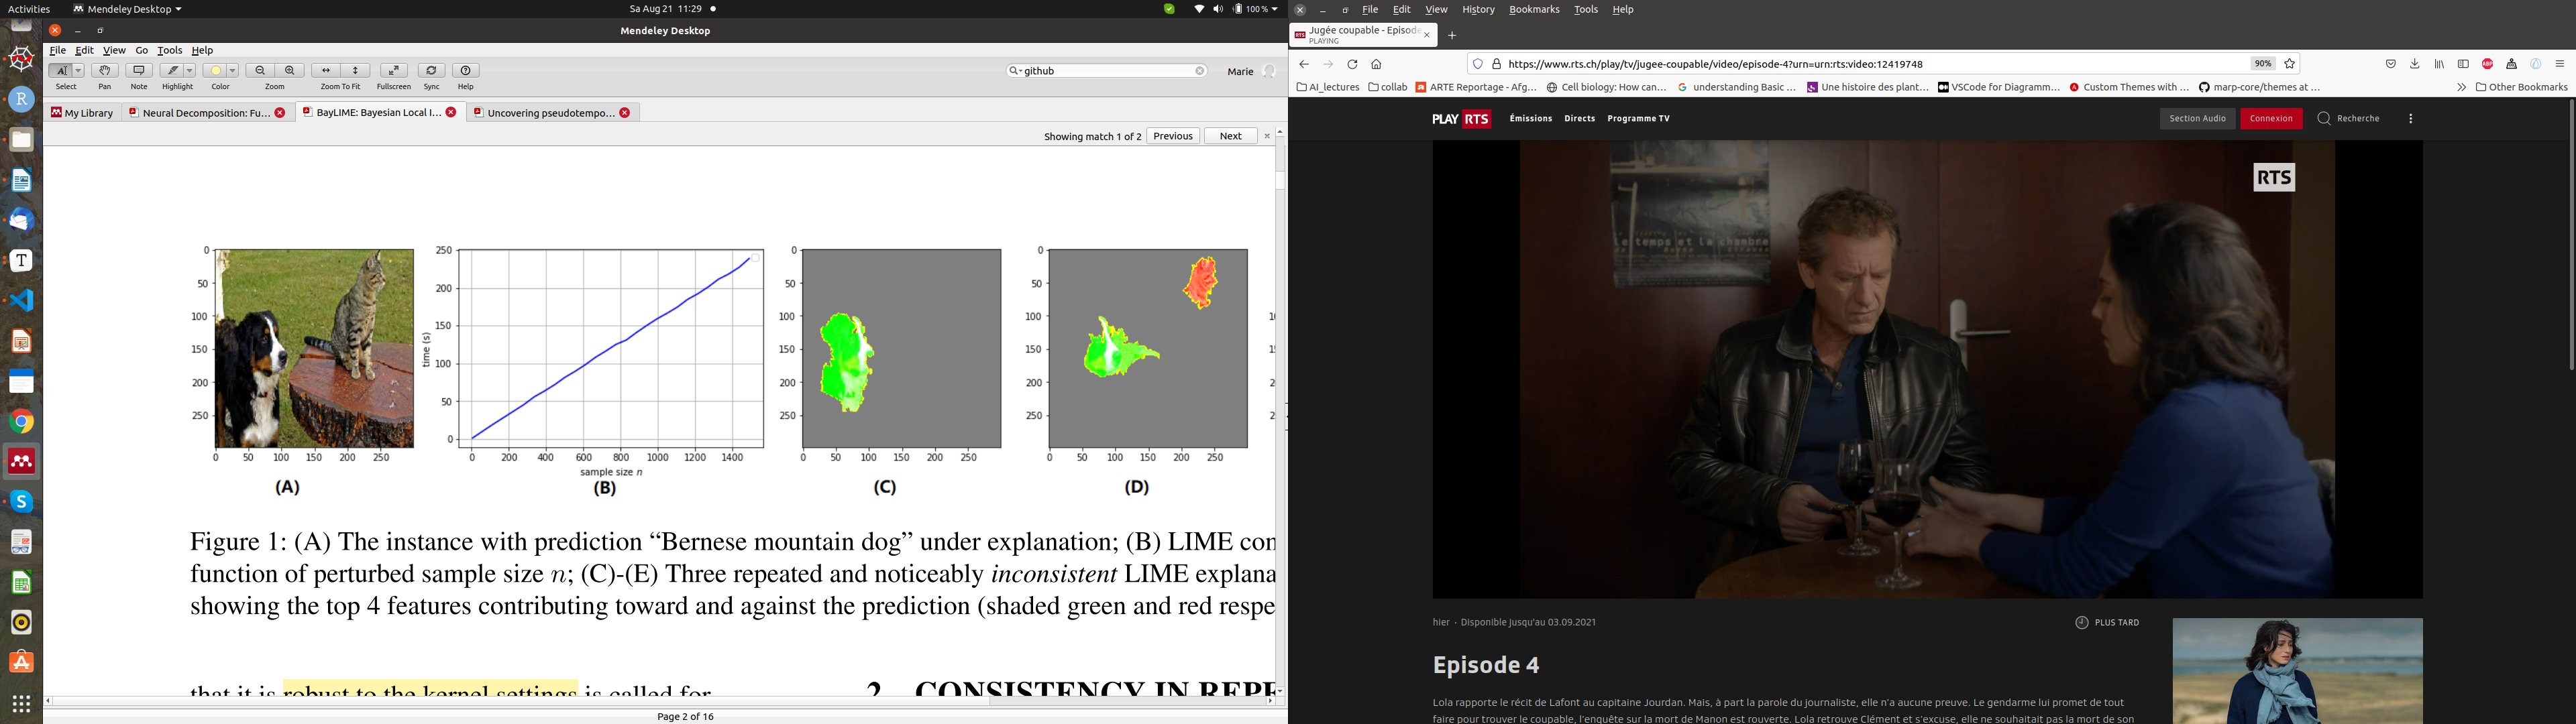 Activities
Mendeley Desktop
Sa Aug 21 11:29
100 %
Mendeley Desktop
File Edit View Go Tools Help
github
Marie
Select Pan Note Highlight Color Zoom Zoom To Fit Fullscreen Sync Help
My Library
Neural Decomposition: Fu…
BayLIME: Bayesian Local I…
Uncovering pseudotempo…
Showing match 1 of 2 Previous Next
0 50 100 150 200 250
0 50 100 150 200 250
(A)
250 200 150 100 50 0
time (s)
0 200 400 600 800 1000 1200 1400
sample size n
(B)
0 50 100 150 200 250
0 50 100 150 200 250
(C)
0 50 100 150 200 250
0 50 100 150 200 250
(D)
Figure 1: (A) The instance with prediction “Bernese mountain dog” under explanation; (B) LIME con
function of perturbed sample size n; (C)-(E) Three repeated and noticeably inconsistent LIME explana
showing the top 4 features contributing toward and against the prediction (shaded green and red respe
that it is robust to the kernel settings is called for
2 CONSISTENCY IN REPE
Page 2 of 16
File Edit View History Bookmarks Tools Help
Jugée coupable - Episode
PLAYING
https://www.rts.ch/play/tv/jugee-coupable/video/episode-4?urn=urn:rts:video:12419748
90%
AI_lectures
collab
ARTE Reportage - Afg…
Cell biology: How can…
understanding Basic …
Une histoire des plant…
VSCode for Diagramm…
Custom Themes with …
marp-core/themes at …
Other Bookmarks
PLAY RTS
Émissions Directs Programme TV
Section Audio Connexion Recherche
RTS
le temps et la chambre
hier - Disponible jusqu'au 03.09.2021
PLUS TARD
Episode 4
Lola rapporte le récit de Lafont au capitaine Jourdan. Mais, à part la parole du journaliste, elle n'a aucune preuve. Le gendarme lui promet de tout
faire pour trouver le coupable, l'enquête sur la mort de Manon est rouverte. Lola retrouve Clément et s'excuse, elle ne souhaitait pas la mort de son